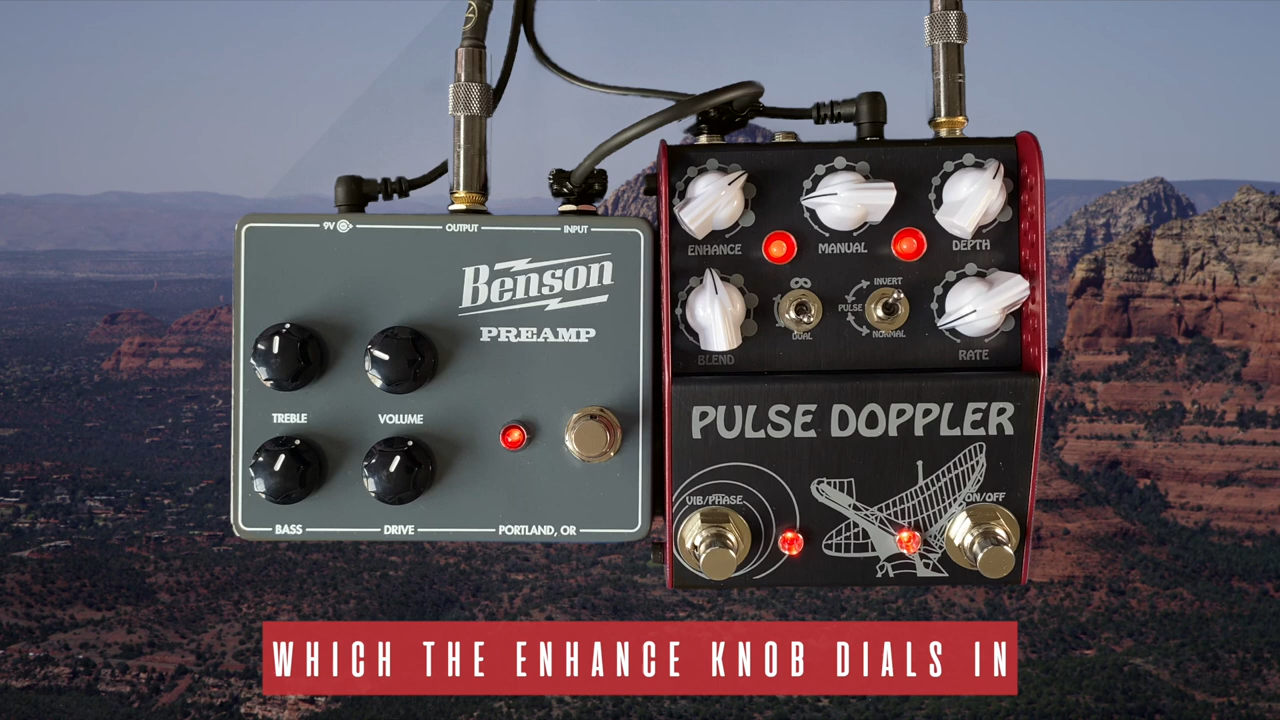 9V
OUTPUT
INPUT
Benson
PREAMP
TREBLE
VOLUME
BASS
DRIVE
PORTLAND, OR
ENHANCE
MANUAL
DEPTH
∞
DUAL
INVERT
PULSE
NORMAL
BLEND
RATE
PULSE DOPPLER
VIB/PHASE
ON/OFF
WHICH THE ENHANCE KNOB DIALS IN